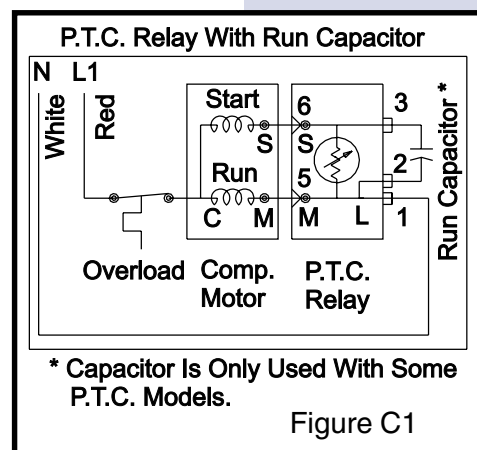 P.T.C. Relay With Run Capacitor
N L1
White
Red
Start
S
Run
C
M
6
S
5
M
L
3
2
1
Run Capacitor *
Overload
Comp.
Motor
P.T.C.
Relay
* Capacitor Is Only Used With Some
P.T.C. Models.
Figure C1